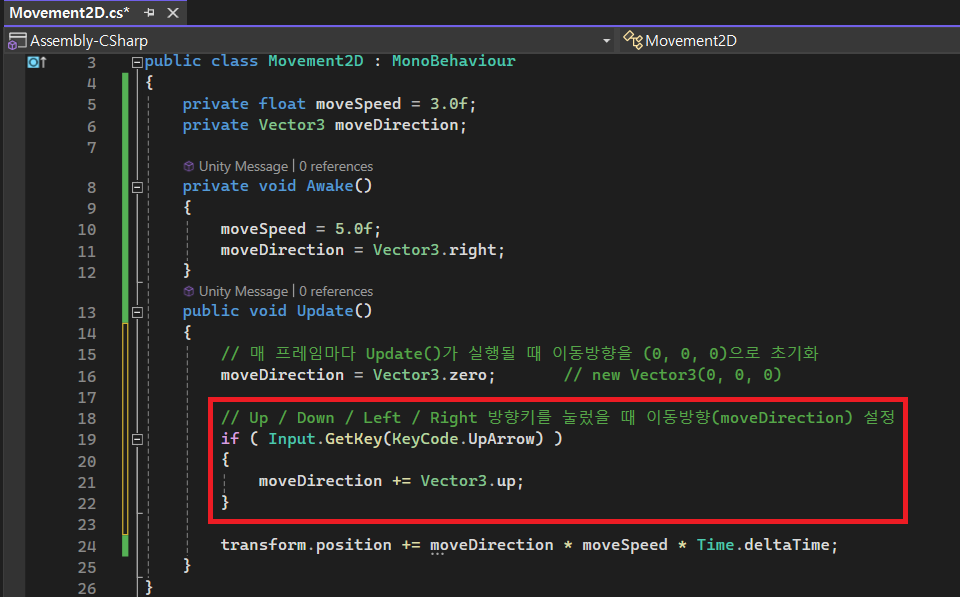 Movement2D.cs*
Assembly-CSharp Movement2D
3 public class Movement2D : MonoBehaviour
4 {
5 private float moveSpeed = 3.0f;
6 private Vector3 moveDirection;
7
Unity Message | 0 references
8 private void Awake()
9 {
10 moveSpeed = 5.0f;
11 moveDirection = Vector3.right;
12 }
Unity Message | 0 references
13 public void Update()
14 {
15 // 매 프레임마다 Update()가 실행될 때 이동방향을 (0, 0, 0)으로 초기화
16 moveDirection = Vector3.zero; // new Vector3(0, 0, 0)
17
18 // Up / Down / Left / Right 방향키를 눌렀을 때 이동방향(moveDirection) 설정
19 if ( Input.GetKey(KeyCode.UpArrow) )
20 {
21 moveDirection += Vector3.up;
22 }
23
24 transform.position += moveDirection * moveSpeed * Time.deltaTime;
25 }
26 }